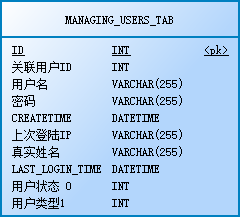 MANAGING_USERS_TAB
ID INT <pk>
关联用户ID INT
用户名 VARCHAR(255)
密码 VARCHAR(255)
CREATETIME DATETIME
上次登陆IP VARCHAR(255)
真实姓名 VARCHAR(255)
LAST_LOGIN_TIME DATETIME
用户状态 0 INT
用户类型1 INT